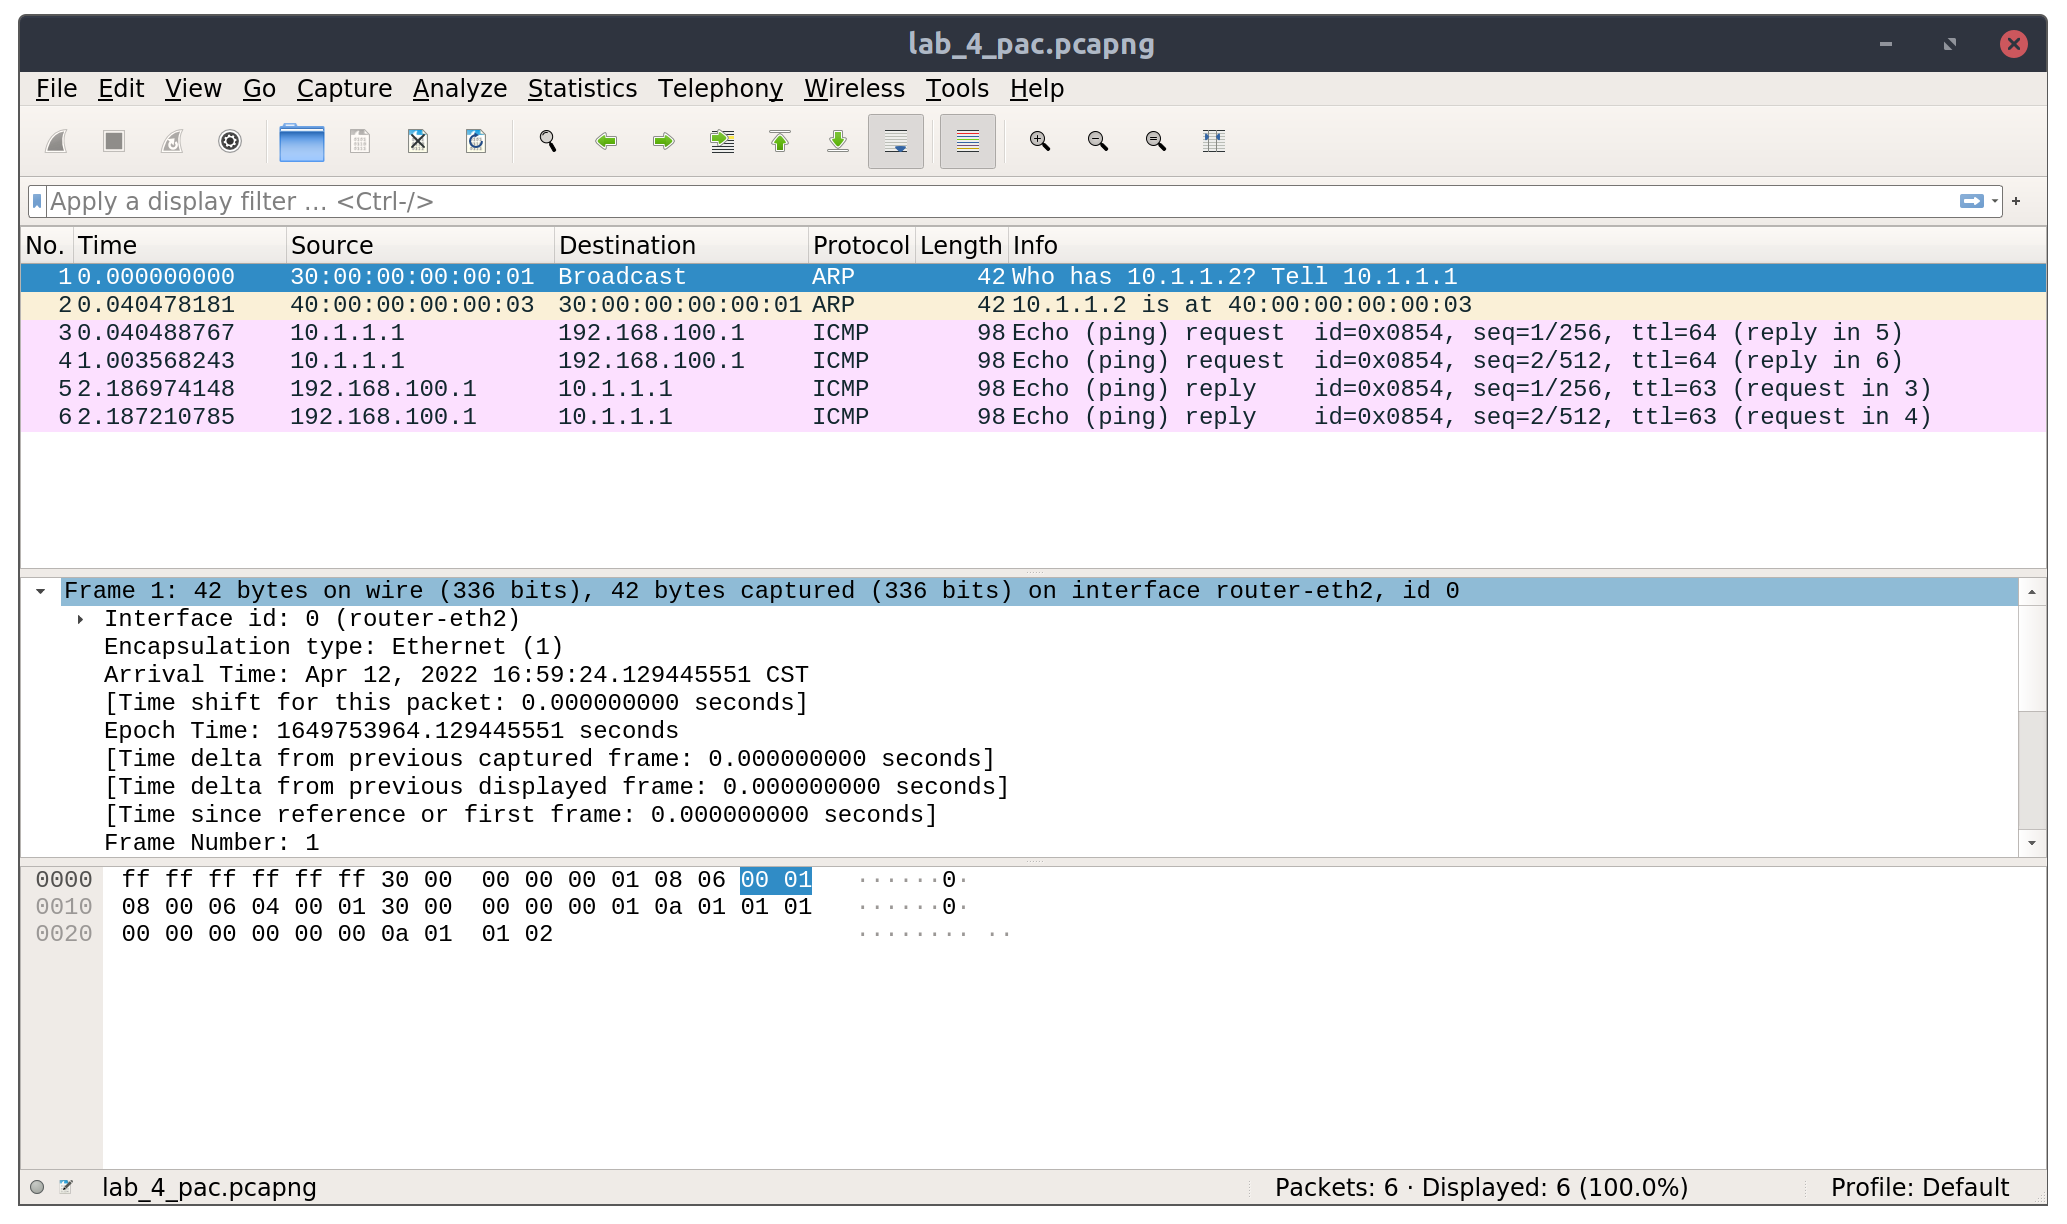 lab_4_pac.pcapng
File Edit View Go Capture Analyze Statistics Telephony Wireless Tools Help
Apply a display filter ... <Ctrl-/> +
No. Time Source Destination Protocol Length Info
1 0.000000000 30:00:00:00:00:01 Broadcast ARP 42 Who has 10.1.1.2? Tell 10.1.1.1
2 0.040478181 40:00:00:00:00:03 30:00:00:00:00:01 ARP 42 10.1.1.2 is at 40:00:00:00:00:03
3 0.040488767 10.1.1.1 192.168.100.1 ICMP 98 Echo (ping) request id=0x0854, seq=1/256, ttl=64 (reply in 5)
4 1.003568243 10.1.1.1 192.168.100.1 ICMP 98 Echo (ping) request id=0x0854, seq=2/512, ttl=64 (reply in 6)
5 2.186974148 192.168.100.1 10.1.1.1 ICMP 98 Echo (ping) reply id=0x0854, seq=1/256, ttl=63 (request in 3)
6 2.187210785 192.168.100.1 10.1.1.1 ICMP 98 Echo (ping) reply id=0x0854, seq=2/512, ttl=63 (request in 4)
Frame 1: 42 bytes on wire (336 bits), 42 bytes captured (336 bits) on interface router-eth2, id 0
Interface id: 0 (router-eth2)
Encapsulation type: Ethernet (1)
Arrival Time: Apr 12, 2022 16:59:24.129445551 CST
[Time shift for this packet: 0.000000000 seconds]
Epoch Time: 1649753964.129445551 seconds
[Time delta from previous captured frame: 0.000000000 seconds]
[Time delta from previous displayed frame: 0.000000000 seconds]
[Time since reference or first frame: 0.000000000 seconds]
Frame Number: 1
0000 ff ff ff ff ff ff 30 00 00 00 00 01 08 06 00 01 ······0·
0010 08 00 06 04 00 01 30 00 00 00 00 01 0a 01 01 01 ······0·
0020 00 00 00 00 00 00 0a 01 01 02 ········ ··
lab_4_pac.pcapng Packets: 6 · Displayed: 6 (100.0%) Profile: Default